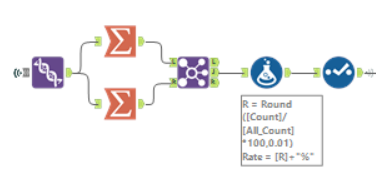 L
J
R
L
R
R = Round
([Count]/
[All_Count]
*100,0.01)
Rate = [R]+"%"